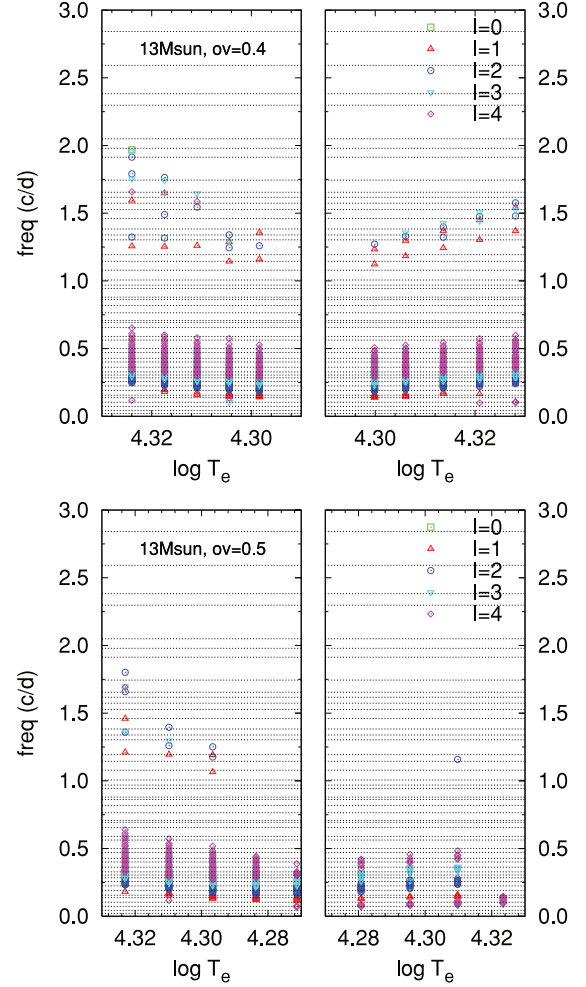 3.0
2.5
2.0
1.5
1.0
0.5
0.0
freq (c/d)
13Msun, ov=0.4
4.32 4.30
log T_e
l=0
l=1
l=2
l=3
l=4
4.30 4.32
log T_e
3.0
2.5
2.0
1.5
1.0
0.5
0.0
3.0
2.5
2.0
1.5
1.0
0.5
0.0
freq (c/d)
13Msun, ov=0.5
4.32 4.30 4.28
log T_e
l=0
l=1
l=2
l=3
l=4
4.28 4.30 4.32
log T_e
3.0
2.5
2.0
1.5
1.0
0.5
0.0